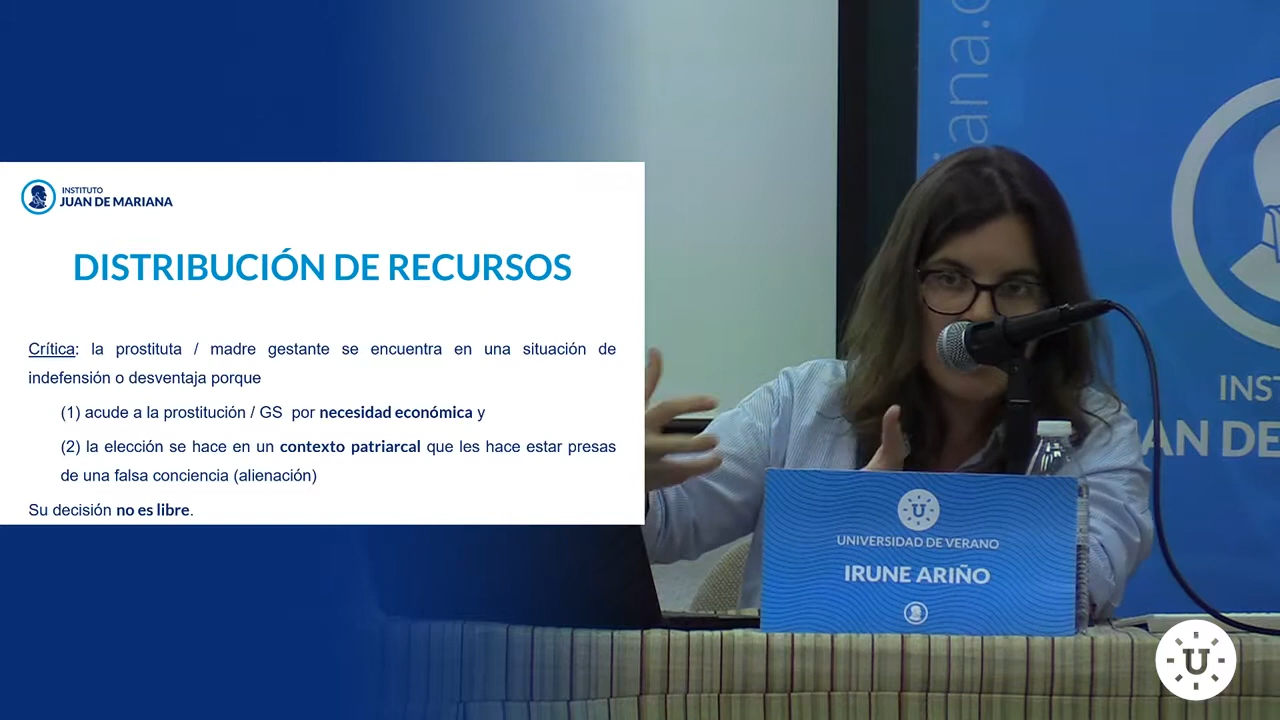 INSTITUTO
JUAN DE MARIANA
DISTRIBUCIÓN DE RECURSOS
Crítica: la prostituta / madre gestante se encuentra en una situación de
indefensión o desventaja porque
(1) acude a la prostitución / GS por necesidad económica y
(2) la elección se hace en un contexto patriarcal que les hace estar presas
de una falsa conciencia (alienación)
Su decisión no es libre.
iana.o
INS
JAN DE
U
UNIVERSIDAD DE VERANO
IRUNE ARIÑO
U